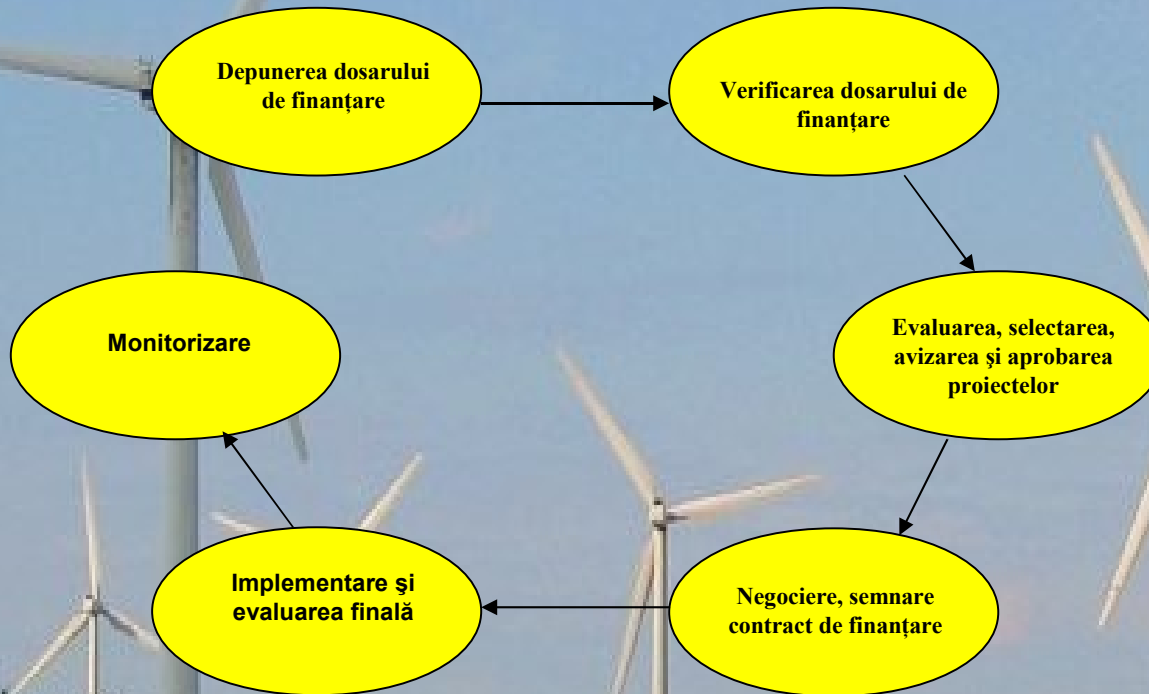 Depunerea dosarului
de finanțare
Verificarea dosarului de
finanțare
Evaluarea, selectarea,
avizarea şi aprobarea
proiectelor
Negociere, semnare
contract de finanțare
Implementare şi
evaluarea finală
Monitorizare